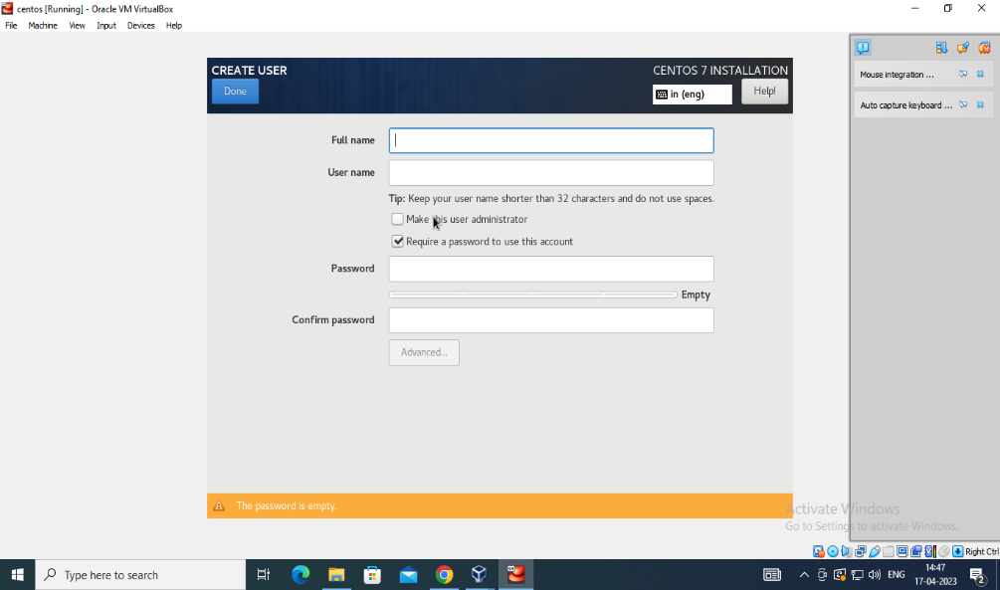 centos [Running] - Oracle VM VirtualBox
File Machine View Input Devices Help
CREATE USER
CENTOS 7 INSTALLATION
Done
in (eng)
Help!
Mouse integration ...
Auto capture keyboard ...
Full name
User name
Tip: Keep your user name shorter than 32 characters and do not use spaces.
Make this user administrator
Require a password to use this account
Password
Empty
Confirm password
Advanced...
The password is empty.
Activate Windows
Go to Settings to activate Windows.
Right Ctrl
Type here to search
ENG
14:47
17-04-2023
2